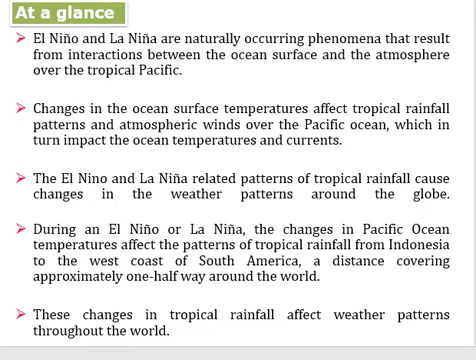 At a glance
El Niño and La Niña are naturally occurring phenomena that result
from interactions between the ocean surface and the atmosphere
over the tropical Pacific.
Changes in the ocean surface temperatures affect tropical rainfall
patterns and atmospheric winds over the Pacific ocean, which in
turn impact the ocean temperatures and currents.
The El Nino and La Niña related patterns of tropical rainfall cause
changes in the weather patterns around the globe.
During an El Niño or La Niña, the changes in Pacific Ocean
temperatures affect the patterns of tropical rainfall from Indonesia
to the west coast of South America, a distance covering
approximately one-half way around the world.
These changes in tropical rainfall affect weather patterns
throughout the world.